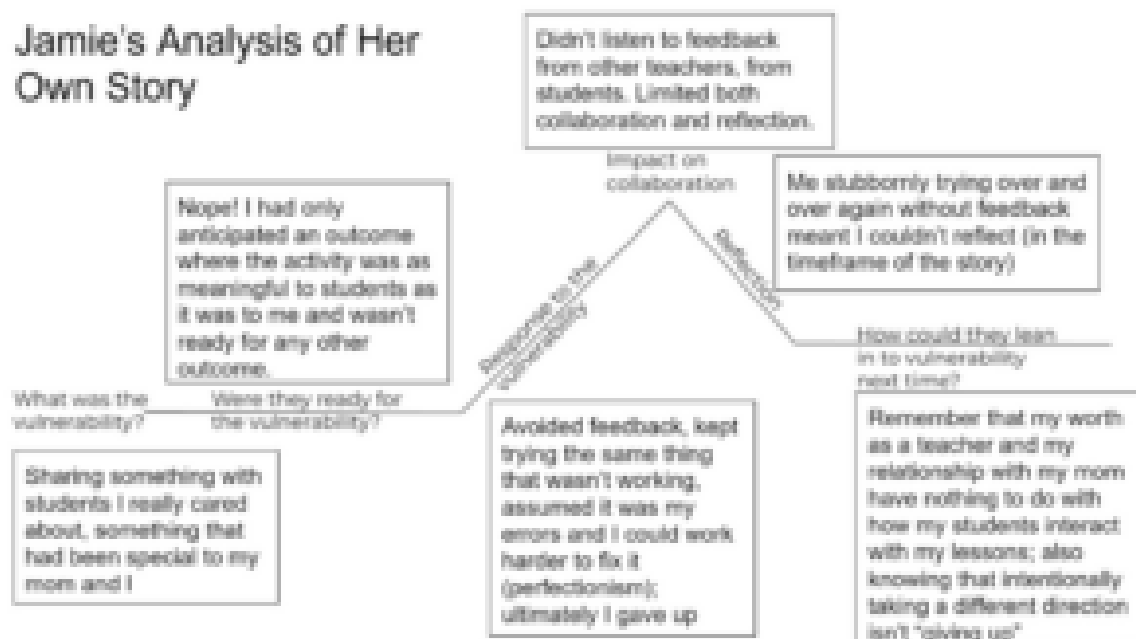 Jamie's Analysis of Her
Own Story
Didn't listen to feedback
from other teachers, from
students. Limited both
collaboration and reflection.
Impact on
collaboration
Me stubbornly trying over and
over again without feedback
meant I couldn't reflect (in the
timeframe of the story)
Nope! I had only
anticipated an outcome
where the activity was as
meaningful to students as
it was to me and wasn't
ready for any other
outcome.
Response to the
vulnerability
Reflection
How could they lean
in to vulnerability
next time?
What was the
vulnerability?
Were they ready for
the vulnerability?
Sharing something with
students I really cared
about, something that
had been special to my
mom and I
Avoided feedback, kept
trying the same thing
that wasn't working,
assumed it was my
errors and I could work
harder to fix it
(perfectionism);
ultimately I gave up
Remember that my worth
as a teacher and my
relationship with my mom
have nothing to do with
how my students interact
with my lessons; also
knowing that intentionally
taking a different direction
isn't "giving up"